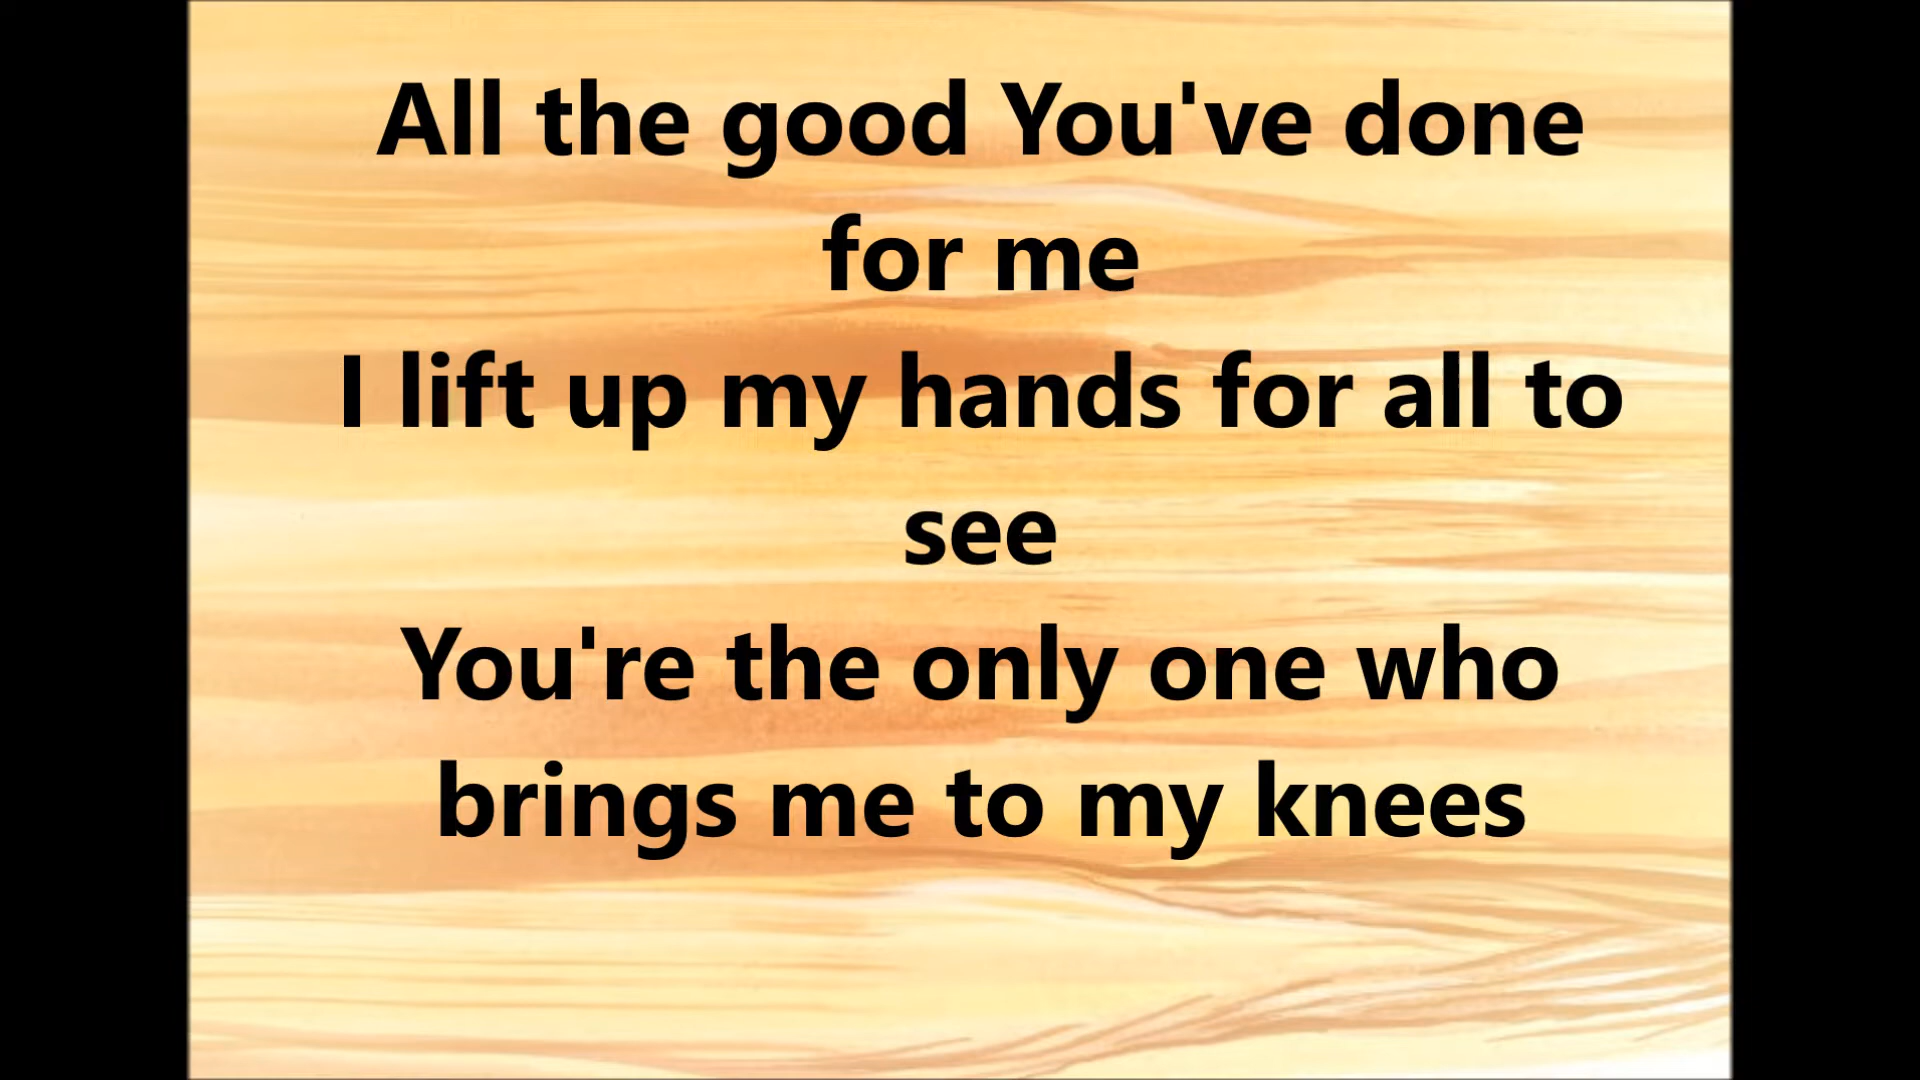 All the good You've done
for me
I lift up my hands for all to
see
You're the only one who
brings me to my knees